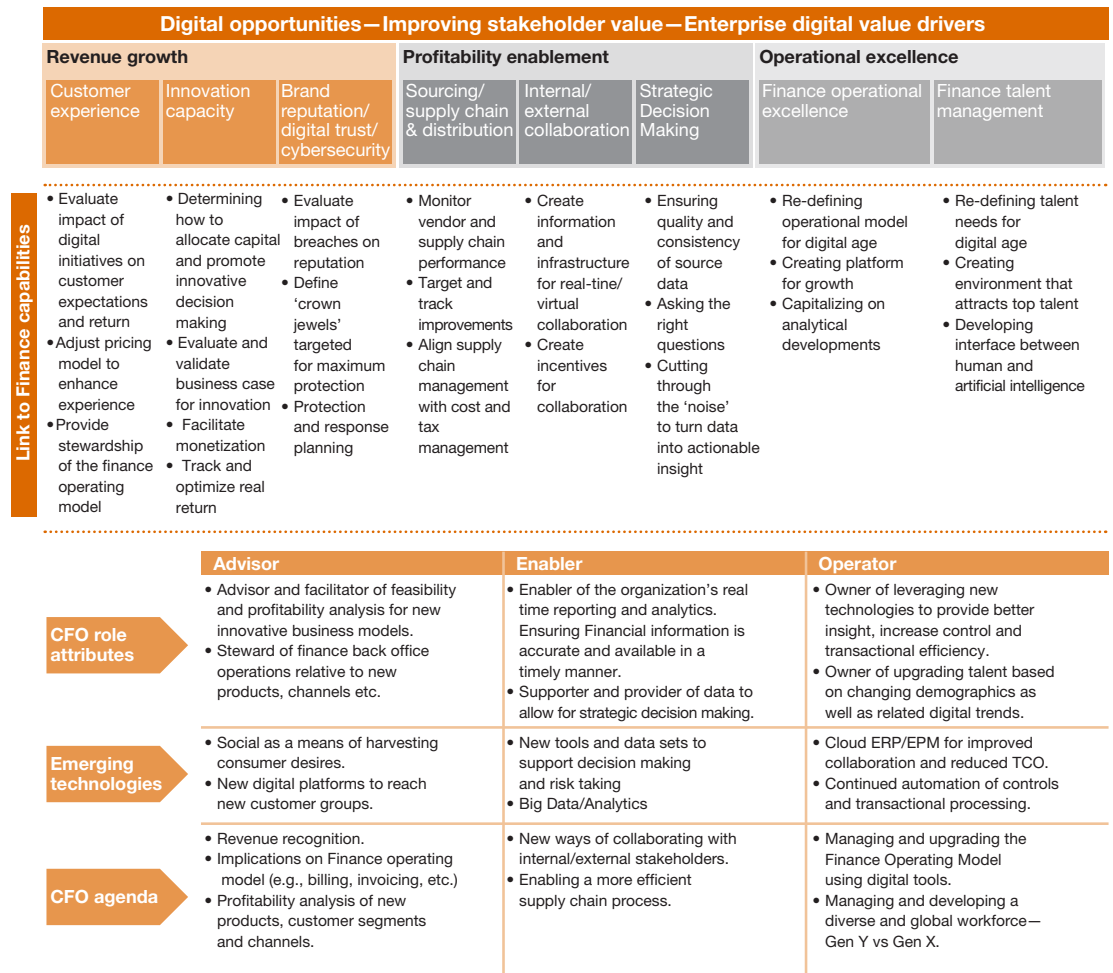 Digital opportunities—Improving stakeholder value—Enterprise digital value drivers
Revenue growth
Profitability enablement
Operational excellence
Customer
experience
Innovation
capacity
Brand
reputation/
digital trust/
cybersecurity
Sourcing/
supply chain
& distribution
Internal/
external
collaboration
Strategic
Decision
Making
Finance operational
excellence
Finance talent
management
Link to Finance capabilities
• Evaluate
impact of
digital
initiatives on
customer
expectations
and return
• Adjust pricing
model to
enhance
experience
• Provide
stewardship
of the finance
operating
model
• Determining
how to
allocate capital
and promote
innovative
decision
making
• Evaluate and
validate
business case
for innovation
• Facilitate
monetization
• Track and
optimize real
return
• Evaluate
impact of
breaches on
reputation
• Define
‘crown
jewels’
targeted
for maximum
protection
• Protection
and response
planning
• Monitor
vendor and
supply chain
performance
• Target and
track
improvements
• Align supply
chain
management
with cost and
tax
management
• Create
information
and
infrastructure
for real-tine/
virtual
collaboration
• Create
incentives
for
collaboration
• Ensuring
quality and
consistency
of source
data
• Asking the
right
questions
• Cutting
through
the ‘noise’
to turn data
into actionable
insight
• Re-defining
operational model
for digital age
• Creating platform
for growth
• Capitalizing on
analytical
developments
• Re-defining talent
needs for
digital age
• Creating
environment that
attracts top talent
• Developing
interface between
human and
artificial intelligence
Advisor
Enabler
Operator
CFO role
attributes
• Advisor and facilitator of feasibility
and profitability analysis for new
innovative business models.
• Steward of finance back office
operations relative to new
products, channels etc.
• Enabler of the organization’s real
time reporting and analytics.
Ensuring Financial information is
accurate and available in a
timely manner.
• Supporter and provider of data to
allow for strategic decision making.
• Owner of leveraging new
technologies to provide better
insight, increase control and
transactional efficiency.
• Owner of upgrading talent based
on changing demographics as
well as related digital trends.
Emerging
technologies
• Social as a means of harvesting
consumer desires.
• New digital platforms to reach
new customer groups.
• New tools and data sets to
support decision making
and risk taking
• Big Data/Analytics
• Cloud ERP/EPM for improved
collaboration and reduced TCO.
• Continued automation of controls
and transactional processing.
CFO agenda
• Revenue recognition.
• Implications on Finance operating
model (e.g., billing, invoicing, etc.)
• Profitability analysis of new
products, customer segments
and channels.
• New ways of collaborating with
internal/external stakeholders.
• Enabling a more efficient
supply chain process.
• Managing and upgrading the
Finance Operating Model
using digital tools.
• Managing and developing a
diverse and global workforce—
Gen Y vs Gen X.